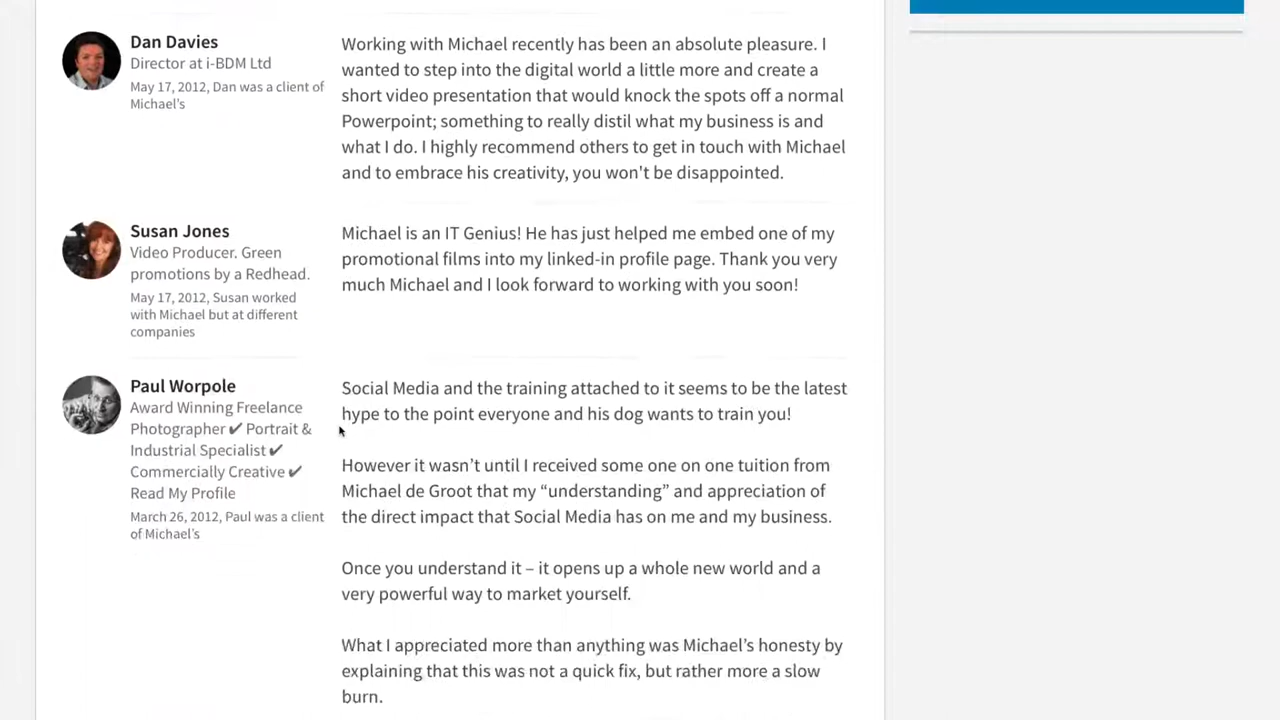 Dan Davies
Director at i-BDM Ltd
May 17, 2012, Dan was a client of
Michael's
Working with Michael recently has been an absolute pleasure. I
wanted to step into the digital world a little more and create a
short video presentation that would knock the spots off a normal
Powerpoint; something to really distil what my business is and
what I do. I highly recommend others to get in touch with Michael
and to embrace his creativity, you won't be disappointed.
Susan Jones
Video Producer. Green
promotions by a Redhead.
May 17, 2012, Susan worked
with Michael but at different
companies
Michael is an IT Genius! He has just helped me embed one of my
promotional films into my linked-in profile page. Thank you very
much Michael and I look forward to working with you soon!
Paul Worpole
Award Winning Freelance
Photographer ✔ Portrait &
Industrial Specialist ✔
Commercially Creative ✔
Read My Profile
March 26, 2012, Paul was a client
of Michael's
Social Media and the training attached to it seems to be the latest
hype to the point everyone and his dog wants to train you!
However it wasn’t until I received some one on one tuition from
Michael de Groot that my “understanding” and appreciation of
the direct impact that Social Media has on me and my business.
Once you understand it – it opens up a whole new world and a
very powerful way to market yourself.
What I appreciated more than anything was Michael’s honesty by
explaining that this was not a quick fix, but rather more a slow
burn.